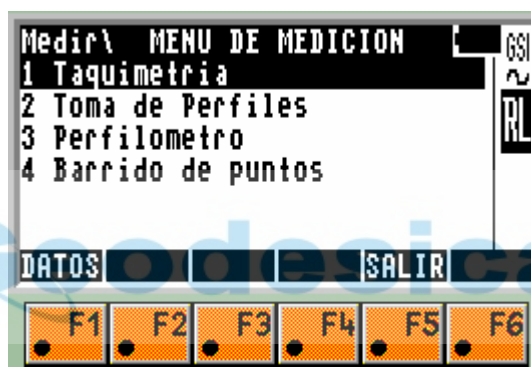 Medir\ MENU DE MEDICION
GSI
1 Taquimetria
2 Toma de Perfiles
RL
3 Perfilometro
4 Barrido de puntos
Geodesica
DATOS SALIR
F1 F2 F3 F4 F5 F6